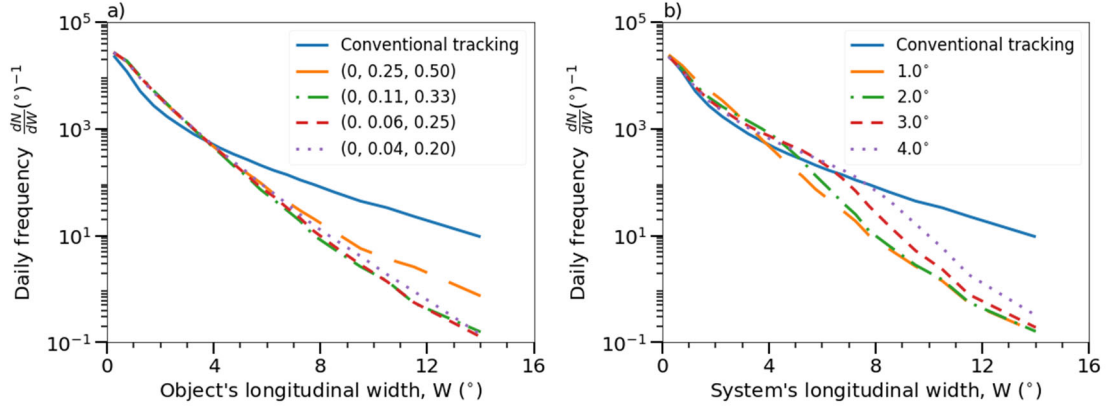 a)
10^5
10^3
10^1
10^-1
Daily frequency dN/dW (°)^-1
Conventional tracking
(0, 0.25, 0.50)
(0, 0.11, 0.33)
(0. 0.06, 0.25)
(0, 0.04, 0.20)
0 4 8 12 16
Object's longitudinal width, W (°)
b)
10^5
10^3
10^1
10^-1
Daily frequency dN/dW (°)^-1
Conventional tracking
1.0°
2.0°
3.0°
4.0°
0 4 8 12 16
System's longitudinal width, W (°)